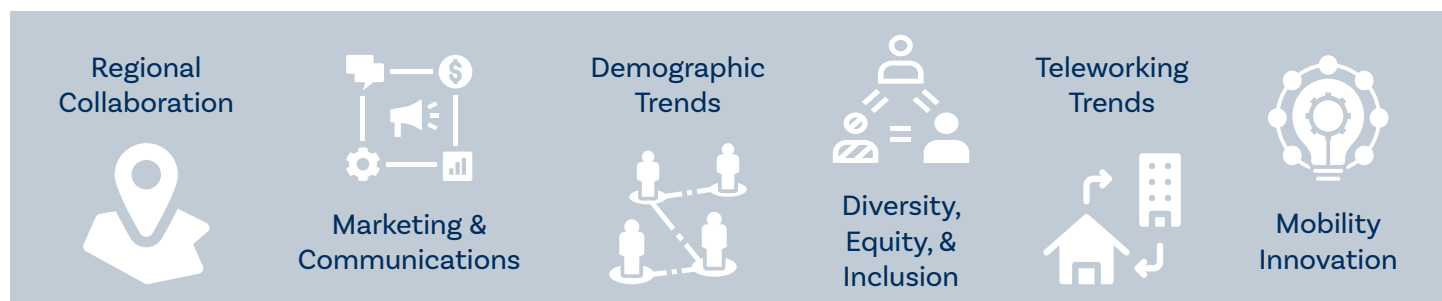 Regional
Collaboration
Marketing &
Communications
Demographic
Trends
Diversity,
Equity, &
Inclusion
Teleworking
Trends
Mobility
Innovation